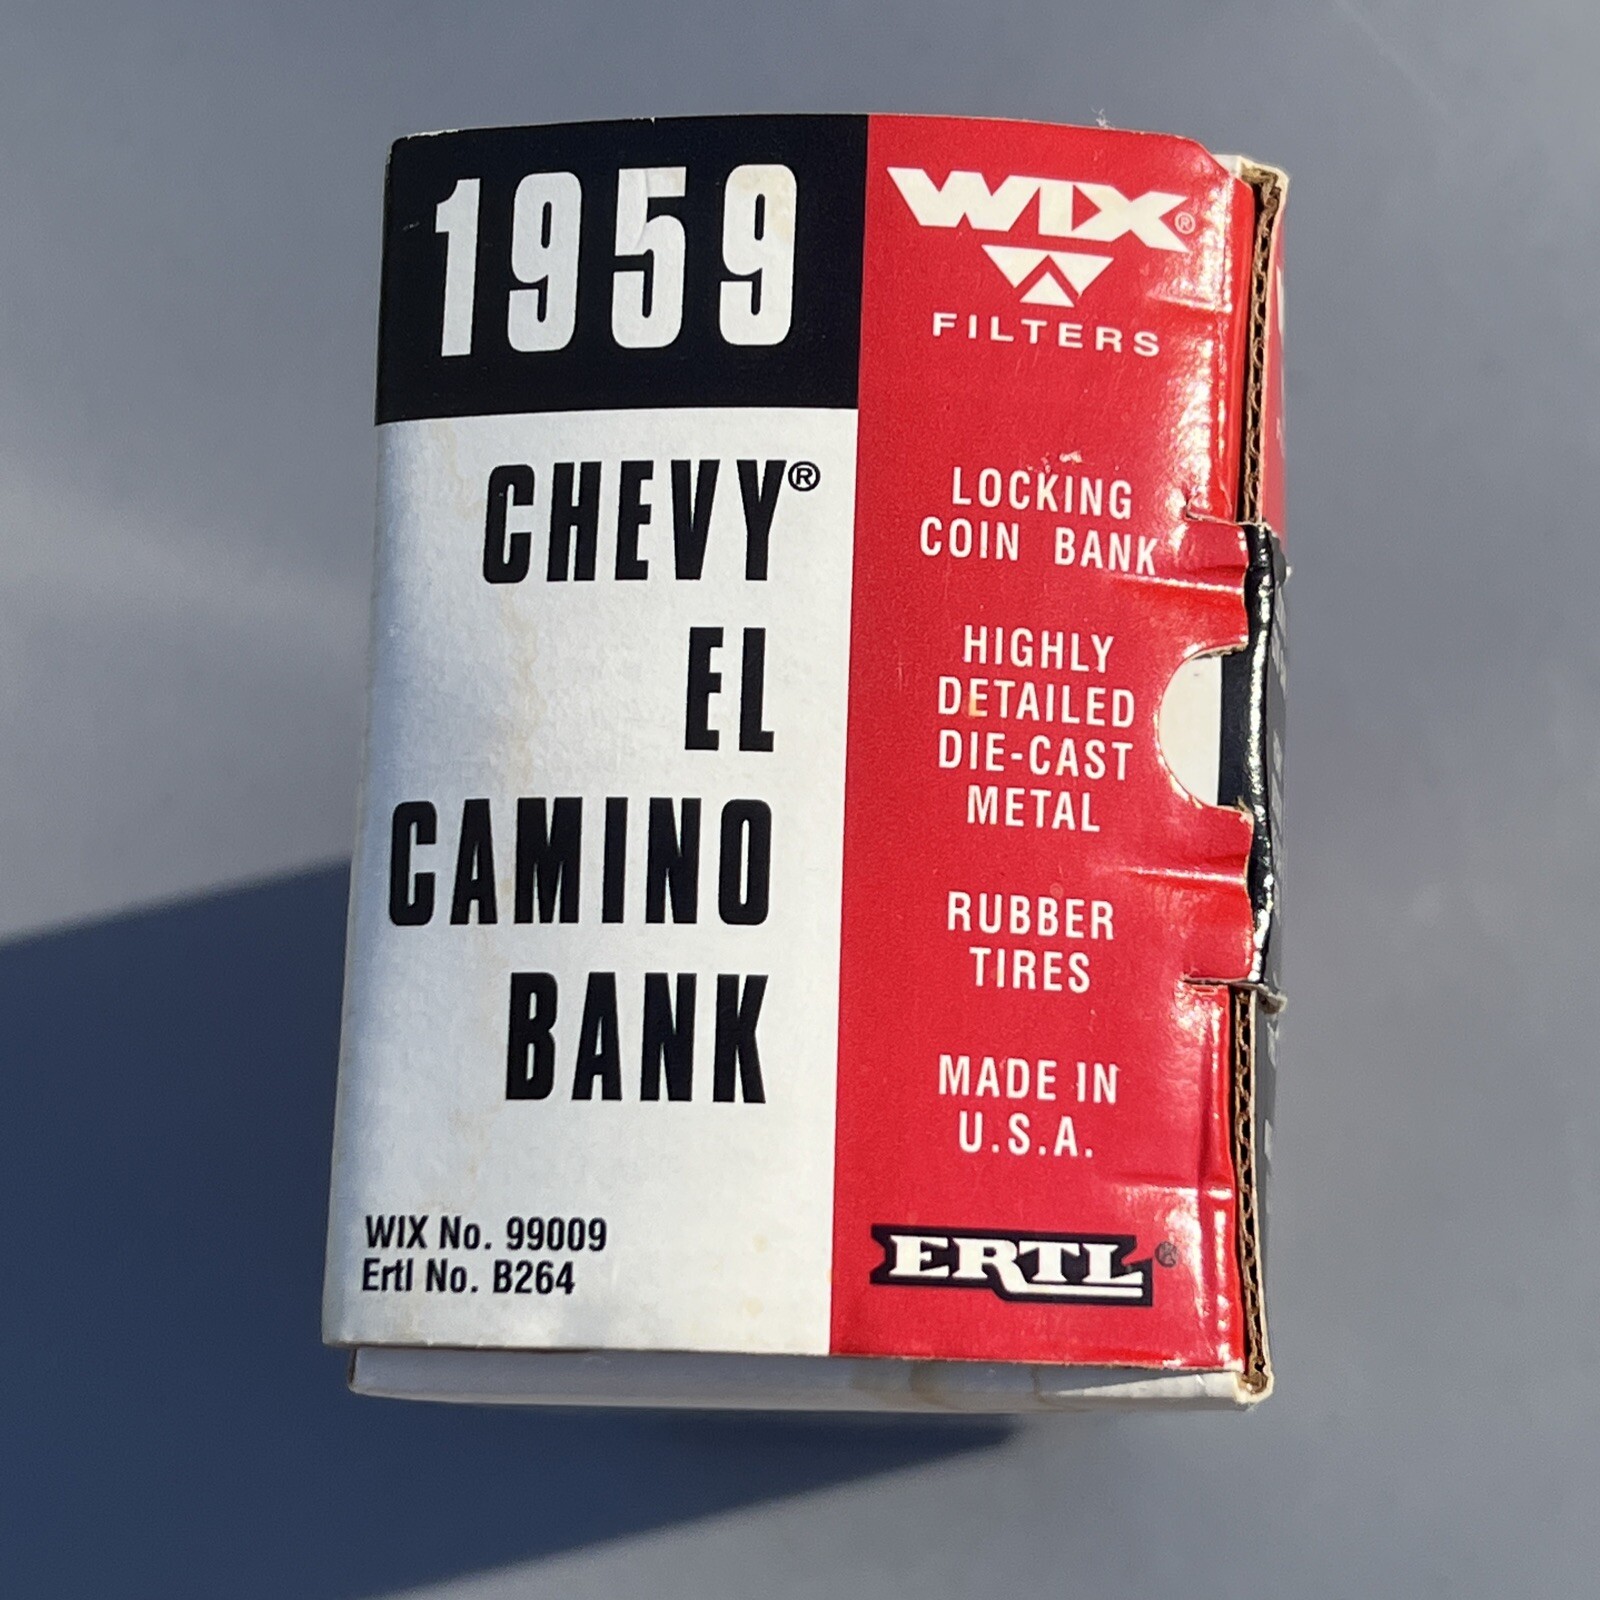 1959
CHEVY®
EL
CAMINO
BANK
WIX No. 99009
Ertl No. B264
WIX®
FILTERS
LOCKING
COIN BANK
HIGHLY
DETAILED
DIE-CAST
METAL
RUBBER
TIRES
MADE IN
U.S.A.
ERTL®